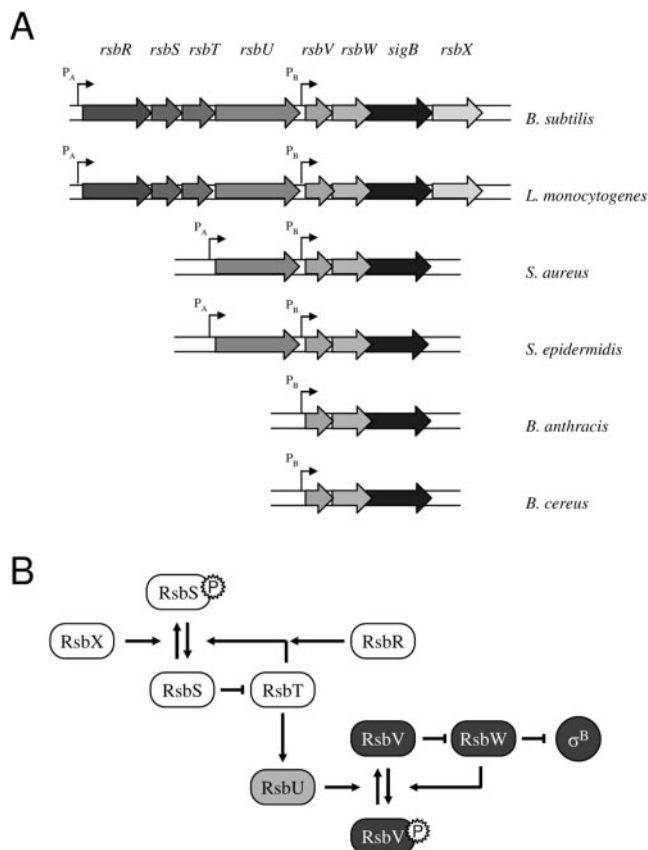 A
rsbR rsbS rsbT rsbU rsbV rsbW sigB rsbX
PA PB
B. subtilis
PA PB
L. monocytogenes
PA PB
S. aureus
PA PB
S. epidermidis
PB
B. anthracis
PB
B. cereus
B
RsbS P
RsbX RsbR
RsbS RsbT
RsbV RsbW σB
RsbU
RsbV P